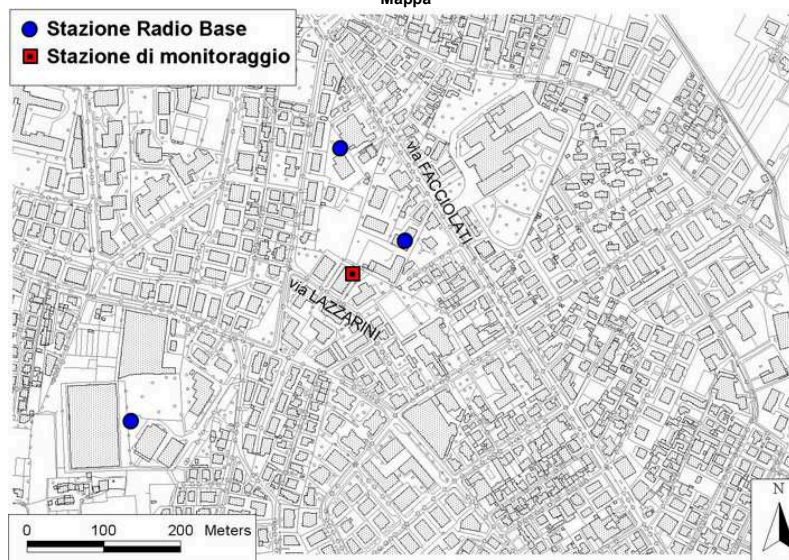 Mappa
Stazione Radio Base
Stazione di monitoraggio
via FACCIOLATI
via LAZZARINI
0 100 200 Meters
N